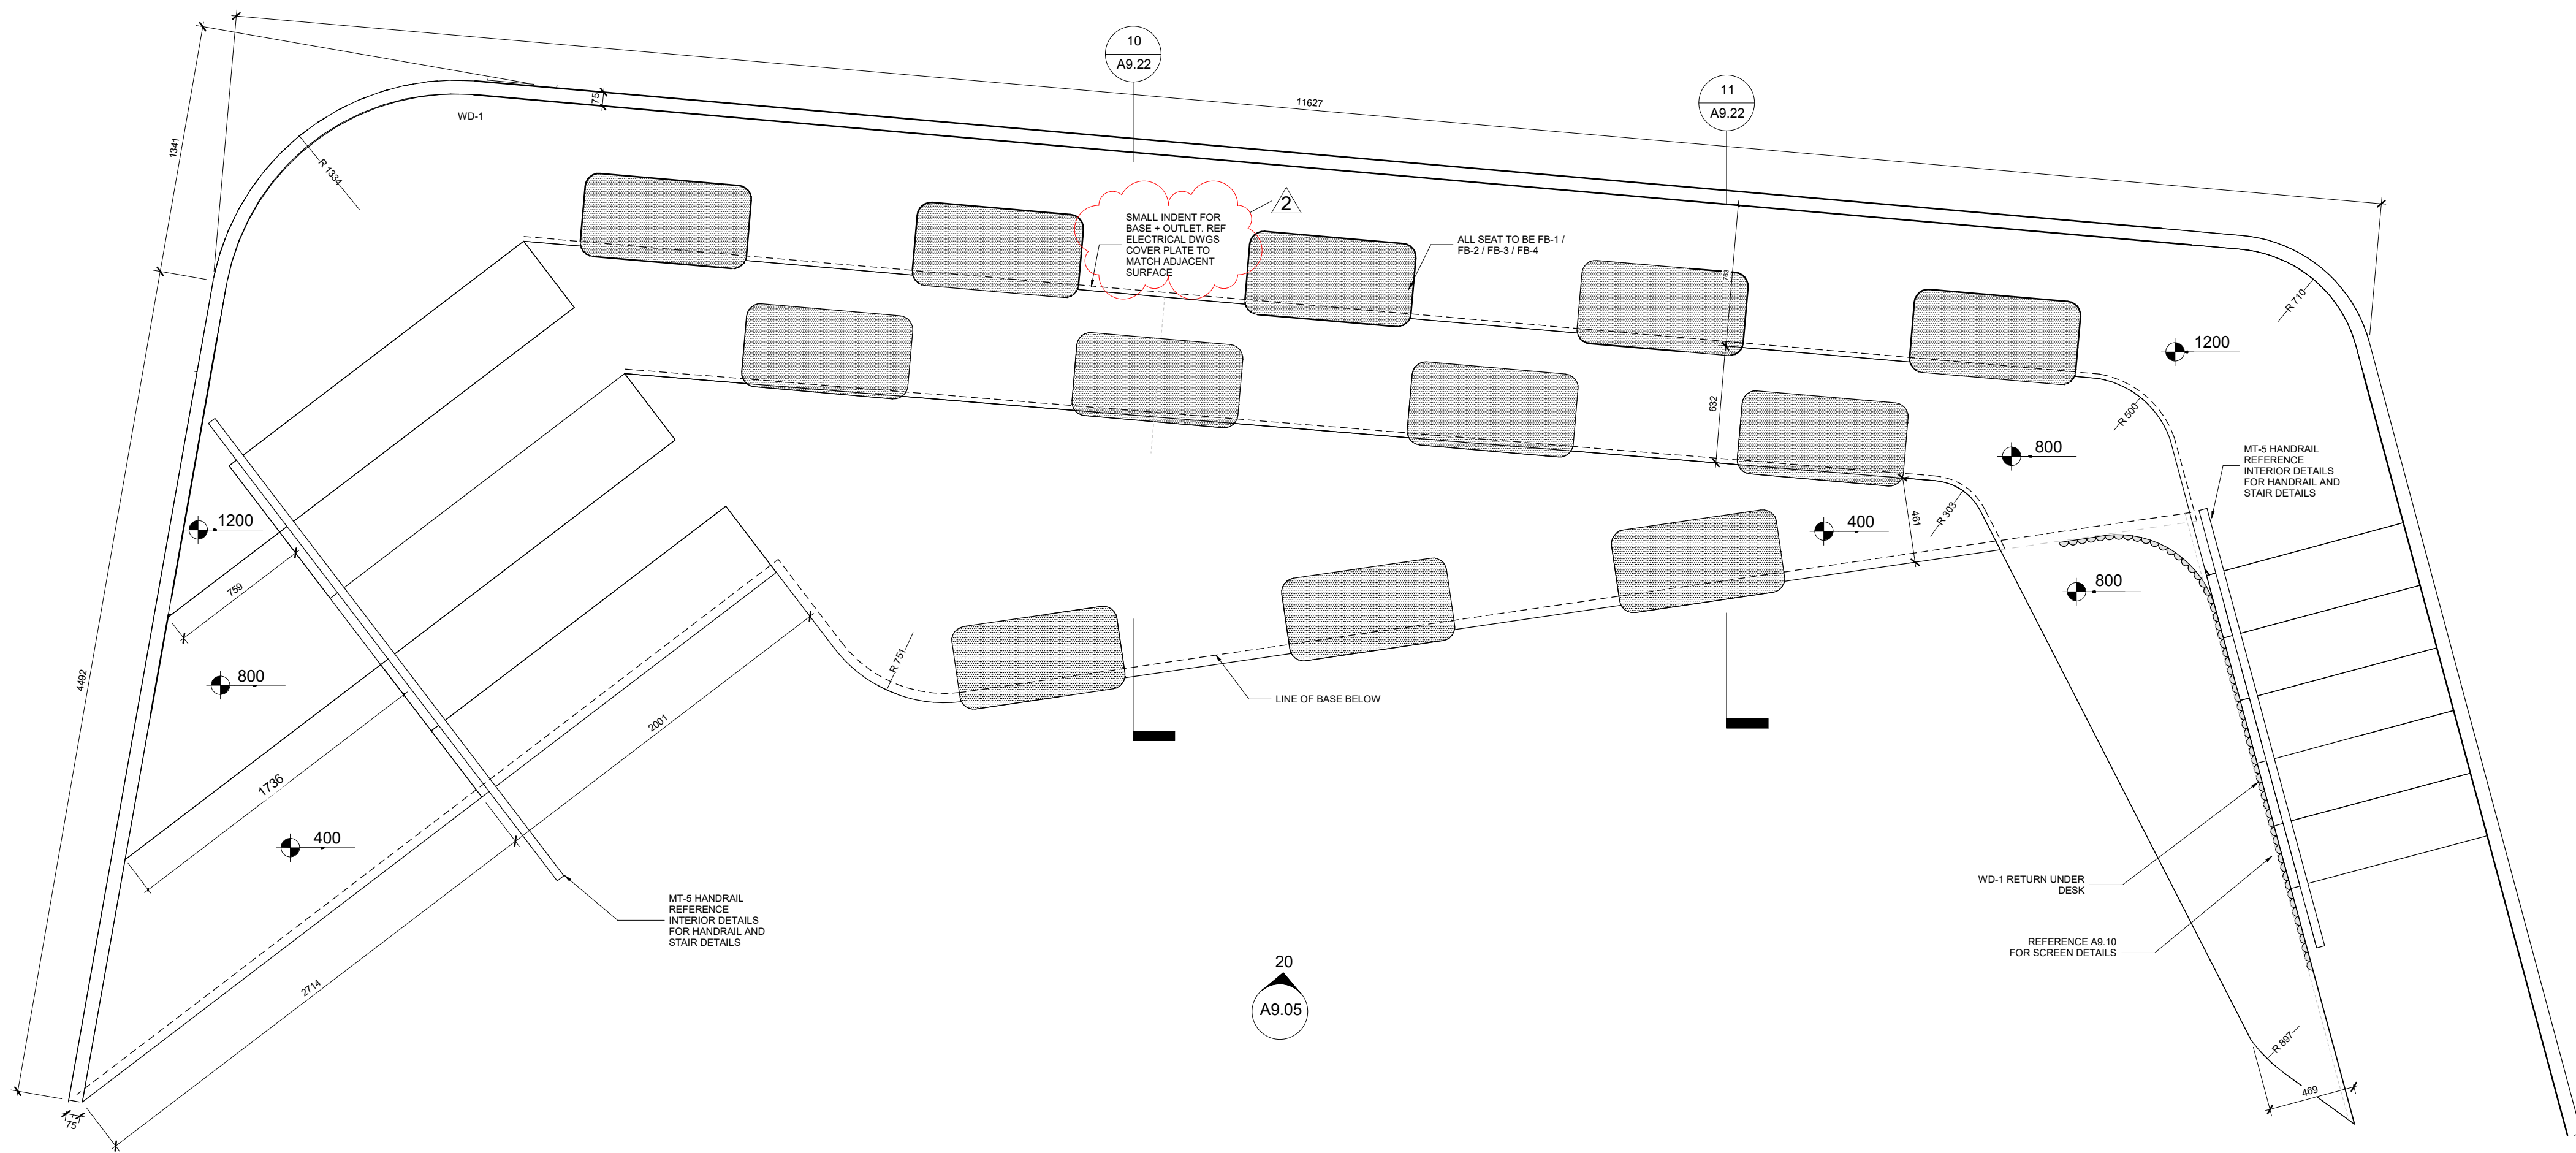 10
A9.22
11
A9.22
11627
1341
75
WD-1
R 1334
2
SMALL INDENT FOR
BASE + OUTLET. REF
ELECTRICAL DWGS
COVER PLATE TO
MATCH ADJACENT
SURFACE
ALL SEAT TO BE FB-1 /
FB-2 / FB-3 / FB-4
763
R 710
1200
632
R 500
800
MT-5 HANDRAIL
REFERENCE
INTERIOR DETAILS
FOR HANDRAIL AND
STAIR DETAILS
1200
461
R 303
400
800
759
4492
800
R 751
LINE OF BASE BELOW
2001
1736
400
MT-5 HANDRAIL
REFERENCE
INTERIOR DETAILS
FOR HANDRAIL AND
STAIR DETAILS
WD-1 RETURN UNDER
DESK
REFERENCE A9.10
FOR SCREEN DETAILS
20
A9.05
2714
R 897
469
75